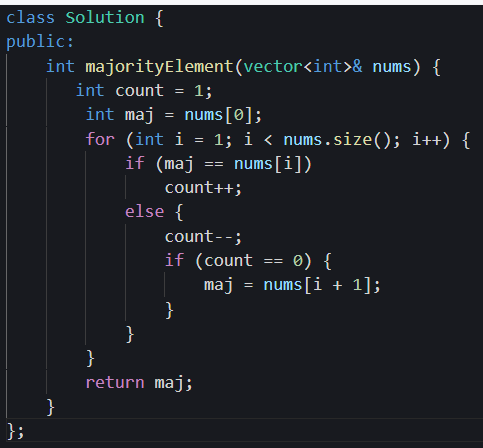 class Solution {
public:
    int majorityElement(vector<int>& nums) {
       int count = 1;
        int maj = nums[0];
        for (int i = 1; i < nums.size(); i++) {
            if (maj == nums[i])
                count++;
            else {
                count--;
                if (count == 0) {
                    maj = nums[i + 1];
                }
            }
        }
        return maj;
    }
};